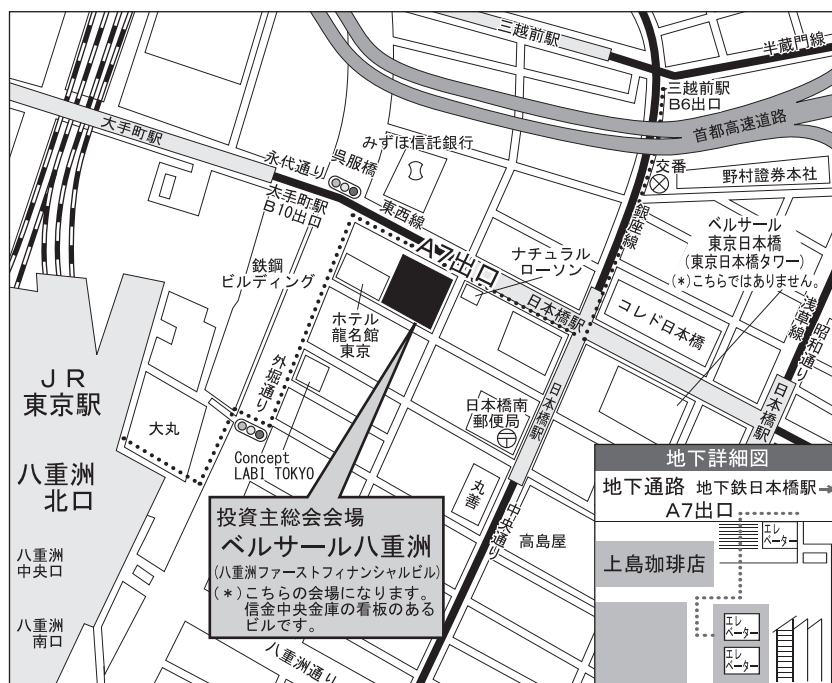 三越前駅
半蔵門線
三越前駅
B6出口
首都高速道路
大手町駅
みずほ信託銀行
呉服橋
永代通り
大手町駅
B10出口
東西線
交番
野村證券本社
銀座線
A7出口
ナチュラル
ローソン
ベルサール
東京日本橋
(東京日本橋タワー)
(*)こちらではありません。
鉄鋼
ビルディング
ホテル
龍名館
東京
日本橋駅
コレド日本橋
浅草線
昭和通り
日本橋駅
日本橋駅
外堀通り
JR
東京駅
大丸
日本橋南
郵便局
Concept
LABI TOKYO
八重洲
北口
丸善
中央通り
高島屋
八重洲
中央口
八重洲
南口
八重洲通り
投資主総会会場
ベルサール八重洲
(八重洲ファーストフィナンシャルビル)
(*)こちらの会場になります。
信金中央金庫の看板のある
ビルです。
地下詳細図
地下通路 地下鉄日本橋駅→
A7出口
エレ
ベーター
上島珈琲店
エレ
ベーター
エレ
ベーター